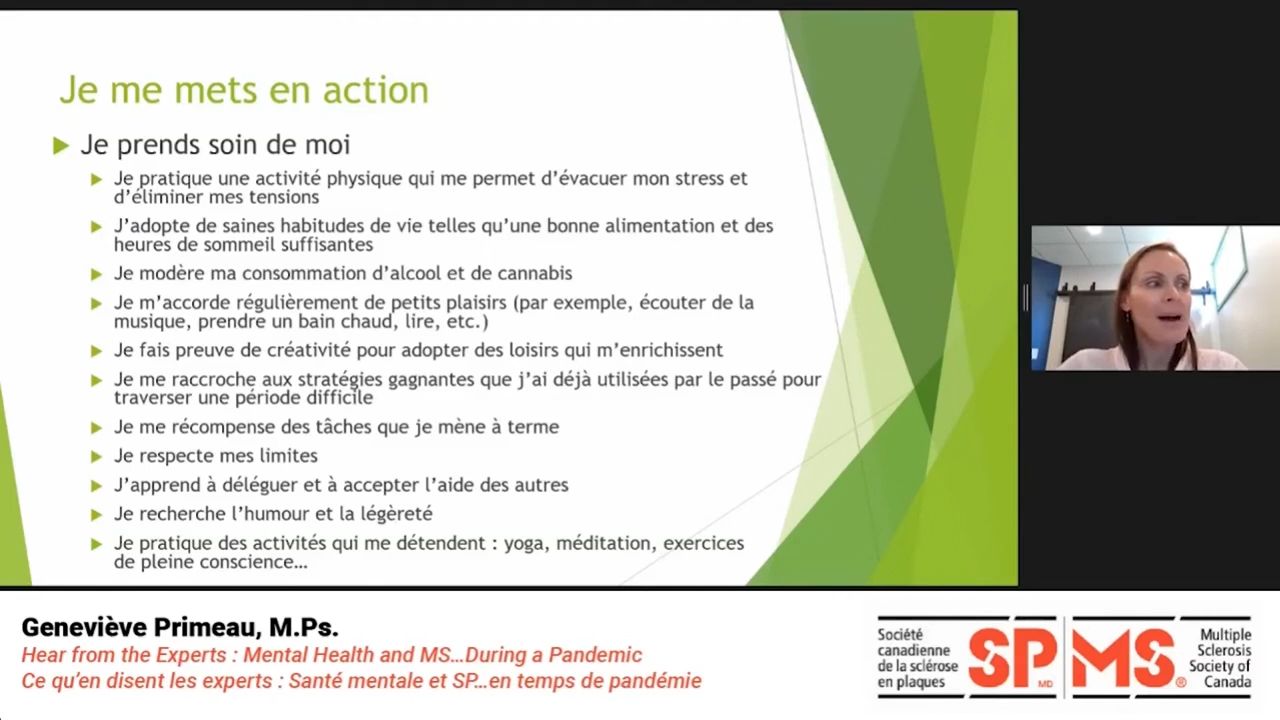 Je me mets en action
Je prends soin de moi
Je pratique une activité physique qui me permet d'évacuer mon stress et
d'éliminer mes tensions
J'adopte de saines habitudes de vie telles qu'une bonne alimentation et des
heures de sommeil suffisantes
Je modère ma consommation d'alcool et de cannabis
Je m'accorde régulièrement de petits plaisirs (par exemple, écouter de la
musique, prendre un bain chaud, lire, etc.)
Je fais preuve de créativité pour adopter des loisirs qui m'enrichissent
Je me raccroche aux stratégies gagnantes que j'ai déjà utilisées par le passé pour
traverser une période difficile
Je me récompense des tâches que je mène à terme
Je respecte mes limites
J'apprend à déléguer et à accepter l'aide des autres
Je recherche l'humour et la légèreté
Je pratique des activités qui me détendent : yoga, méditation, exercices
de pleine conscience…
Geneviève Primeau, M.Ps.
Hear from the Experts : Mental Health and MS…During a Pandemic
Ce qu'en disent les experts : Santé mentale et SP…en temps de pandémie
Société
canadienne
de la sclérose
en plaques
SP MD
MS ®
Multiple
Sclerosis
Society of
Canada